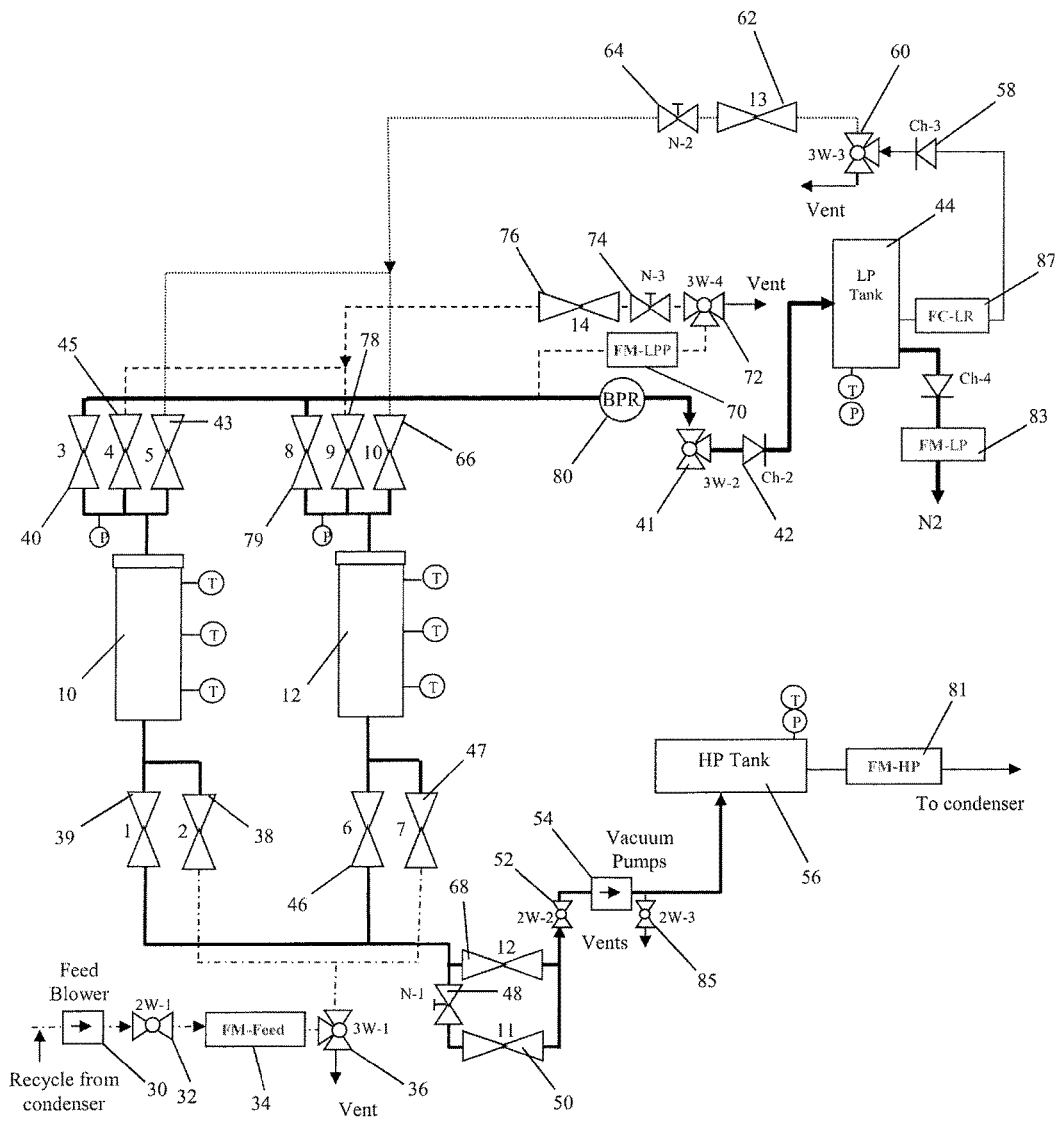 62
64
60
13
58
Ch-3
N-2
3W-3
Vent
44
76
74
N-3
3W-4
Vent
LP
Tank
87
14
FC-LR
45
78
FM-LPP
72
70
Ch-4
BPR
T
P
43
3
4
5
8
9
10
66
83
FM-LP
80
3W-2
Ch-2
40
P
79
P
41
42
N2
T
T
T
T
10
12
T
T
81
T
P
47
HP Tank
FM-HP
To condenser
39
1
2
38
6
7
54
Vacuum
Pumps
56
52
46
68
2W-2
2W-3
12
Vents
Feed
Blower
N-1
48
85
2W-1
FM-Feed
3W-1
11
Recycle from
condenser
30
32
34
36
50
Vent